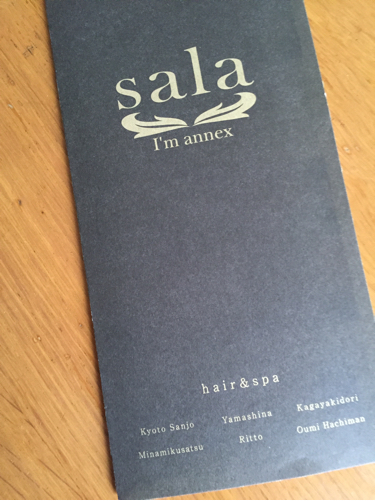 sala
I'm annex
hair&spa
Kyoto Sanjo Yamashina Kagayakidori
Minamikusatsu Ritto Oumi Hachiman